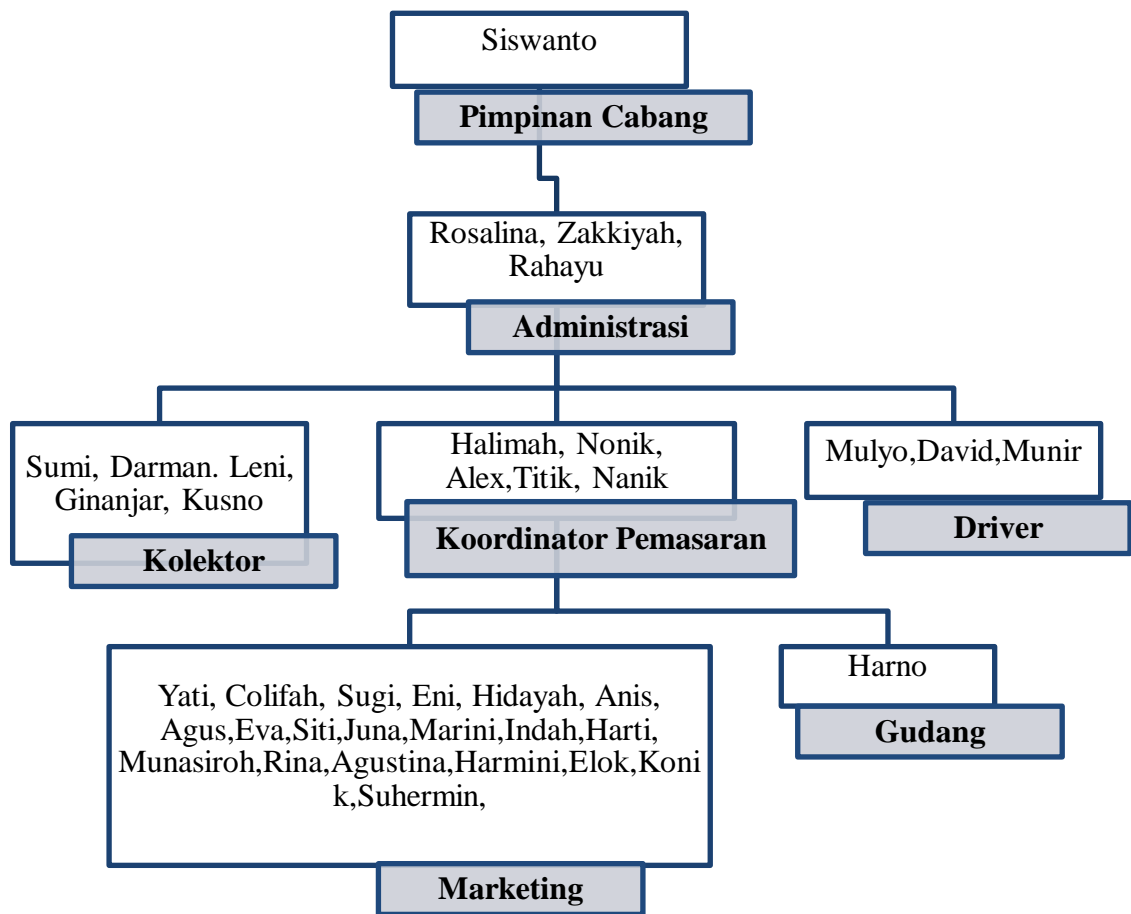 Siswanto
Pimpinan Cabang
Rosalina, Zakkiyah,
Rahayu
Administrasi
Sumi, Darman. Leni,
Ginanjar, Kusno
Kolektor
Halimah, Nonik,
Alex,Titik, Nanik
Koordinator Pemasaran
Mulyo,David,Munir
Driver
Yati, Colifah, Sugi, Eni, Hidayah, Anis,
Agus,Eva,Siti,Juna,Marini,Indah,Harti,
Munasiroh,Rina,Agustina,Harmini,Elok,Koni
k,Suhermin,
Marketing
Harno
Gudang